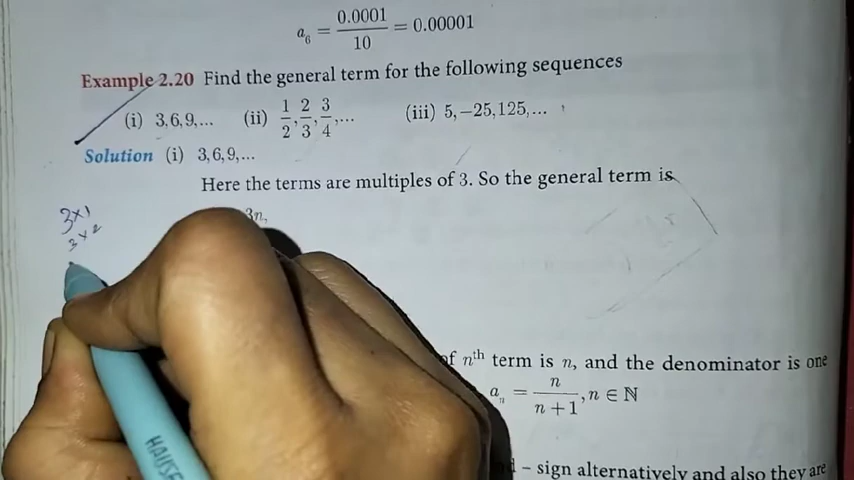 a₆ = 0.0001/10 = 0.00001
Example 2.20 Find the general term for the following sequences
(i) 3,6,9,... (ii) 1/2, 2/3, 3/4,... (iii) 5,−25,125,...
Solution (i) 3,6,9,...
Here the terms are multiples of 3. So the general term is
3×1
3n,
3×2
of nᵗʰ term is n, and the denominator is one
aₙ = n/(n+1), n ∈ ℕ
− sign alternatively and also they are
HAUSE